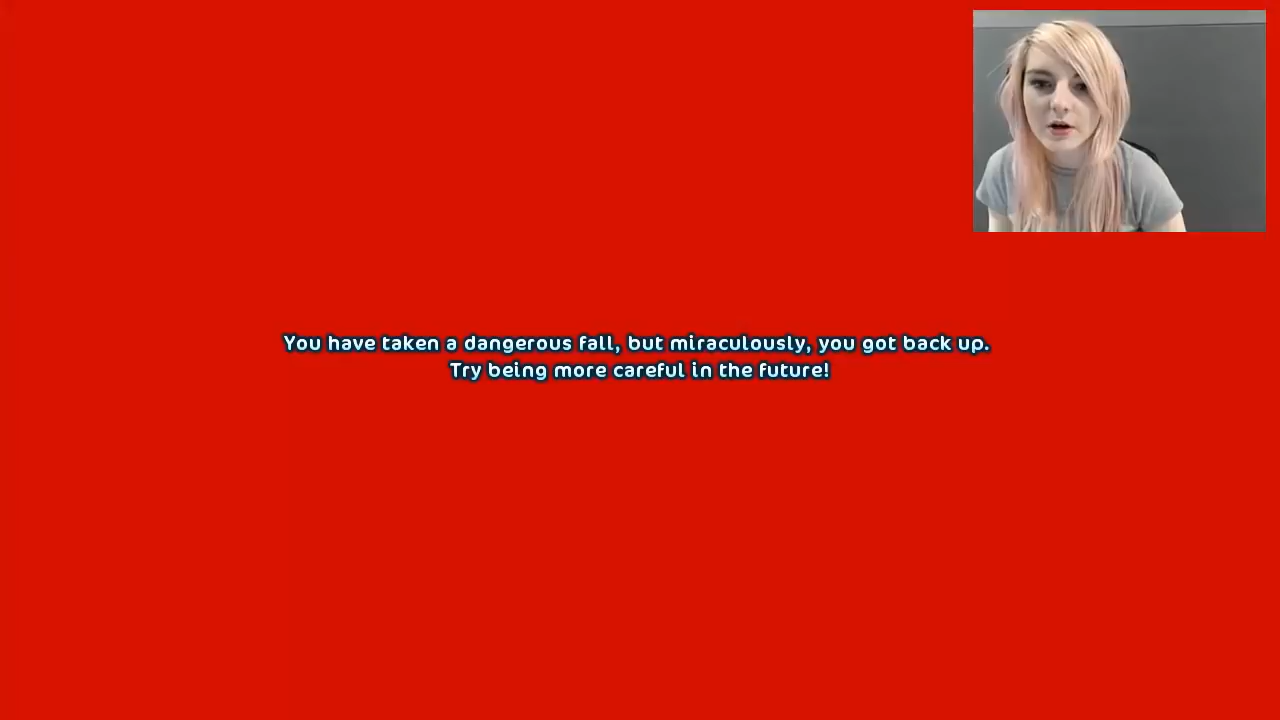 You have taken a dangerous fall, but miraculously, you got back up.
Try being more careful in the future!